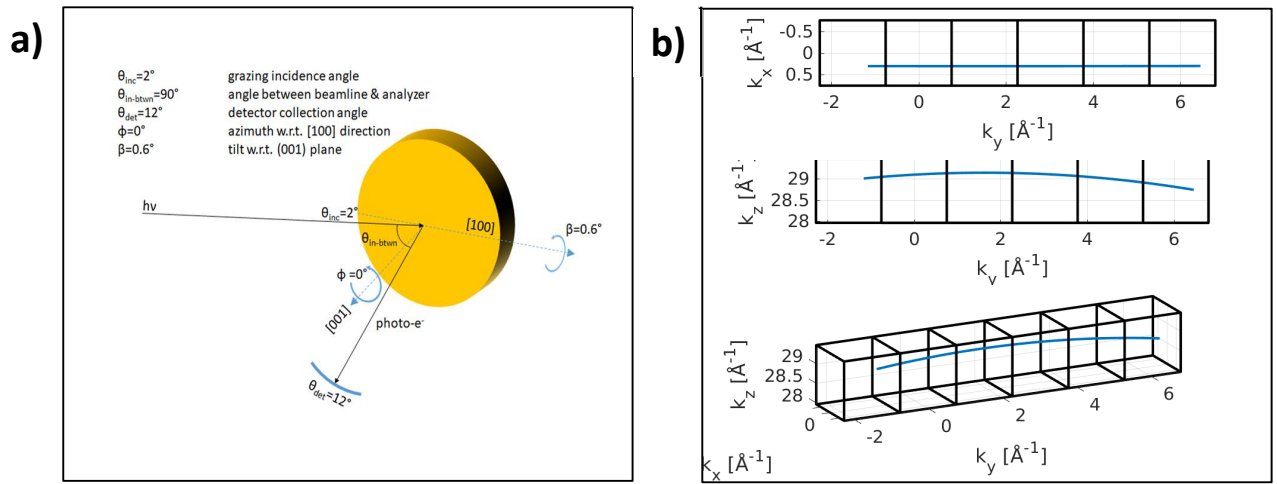 a)
θinc=2° grazing incidence angle
θin-btwn=90° angle between beamline & analyzer
θdet=12° detector collection angle
ϕ=0° azimuth w.r.t. [100] direction
β=0.6° tilt w.r.t. (001) plane
hν
θinc=2°
[100]
β=0.6°
θin-btwn
ϕ =0°
[001]
photo-e-
θdet=12°
b)
-0.5
0
0.5
kx [Å-1]
-2 0 2 4 6
ky [Å-1]
29
28.5
28
kz [Å-1]
-2 0 2 4 6
ky [Å-1]
29
28.5
28
kz [Å-1]
0
-2 0 2 4 6
kx [Å-1]
ky [Å-1]